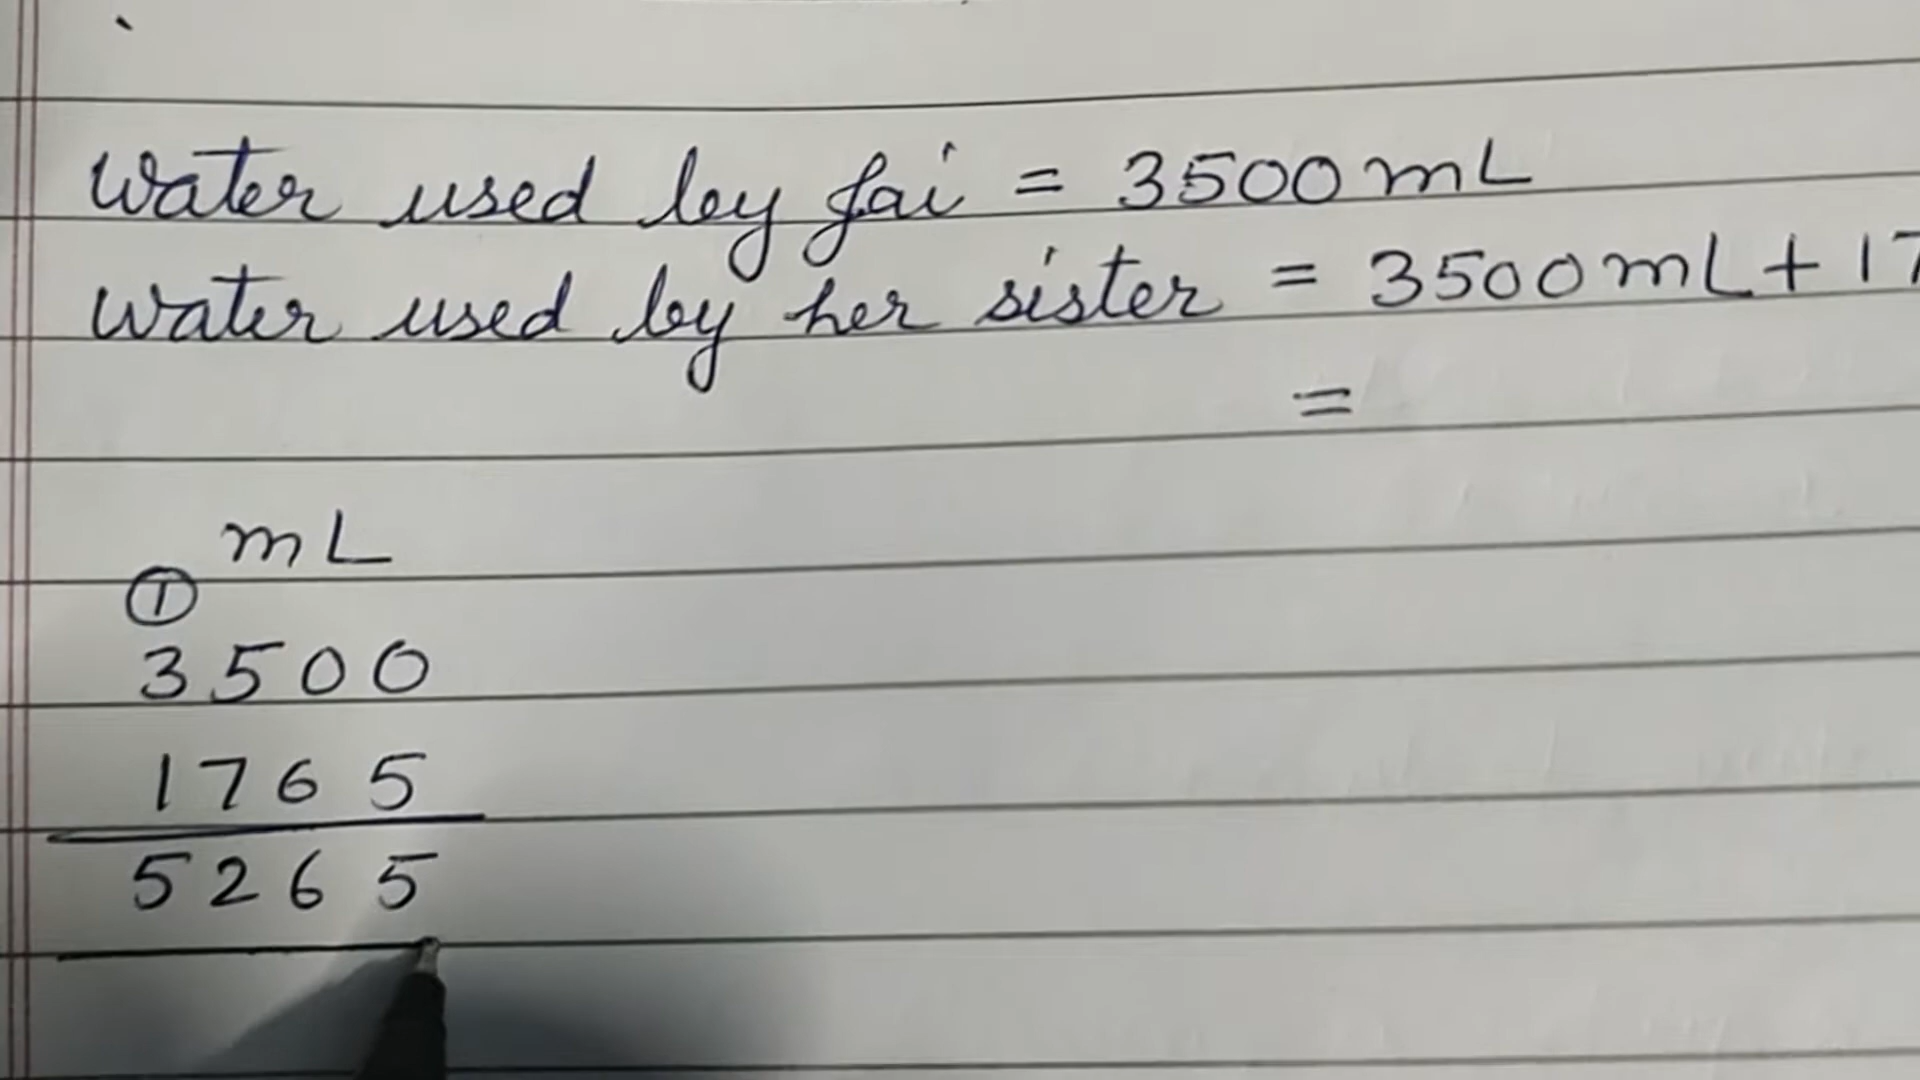 Water used by Jai = 3500 mL
Water used by her sister = 3500 mL + 17
=
mL
1
3500
1765
5265